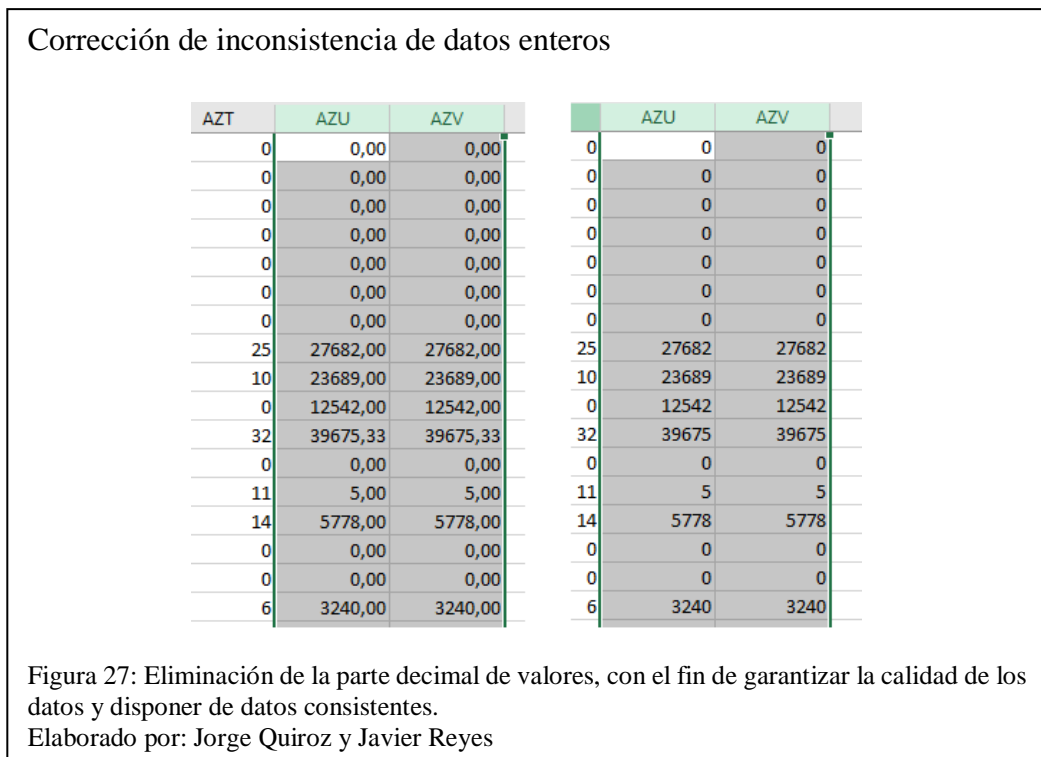 Corrección de inconsistencia de datos enteros
AZT AZU AZV AZU AZV
0 0,00 0,00 0 0 0
0 0,00 0,00 0 0 0
0 0,00 0,00 0 0 0
0 0,00 0,00 0 0 0
0 0,00 0,00 0 0 0
0 0,00 0,00 0 0 0
0 0,00 0,00 0 0 0
25 27682,00 27682,00 25 27682 27682
10 23689,00 23689,00 10 23689 23689
0 12542,00 12542,00 0 12542 12542
32 39675,33 39675,33 32 39675 39675
0 0,00 0,00 0 0 0
11 5,00 5,00 11 5 5
14 5778,00 5778,00 14 5778 5778
0 0,00 0,00 0 0 0
0 0,00 0,00 0 0 0
6 3240,00 3240,00 6 3240 3240
Figura 27: Eliminación de la parte decimal de valores, con el fin de garantizar la calidad de los
datos y disponer de datos consistentes.
Elaborado por: Jorge Quiroz y Javier Reyes